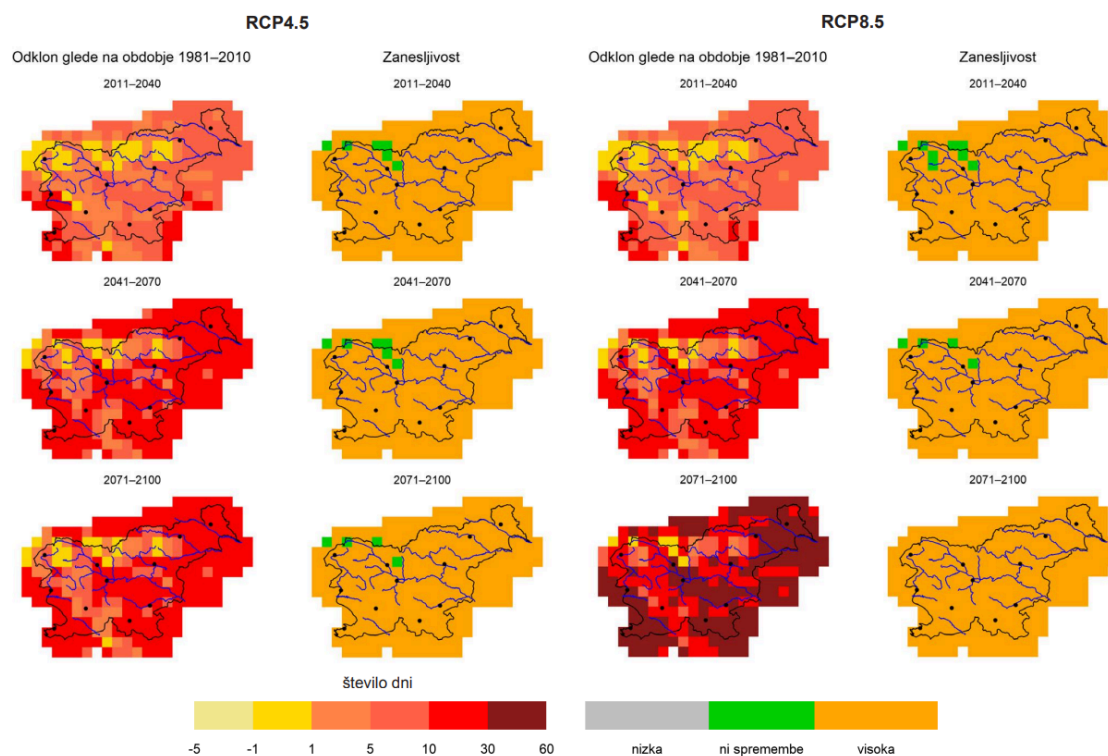 RCP4.5 RCP8.5
Odklon glede na obdobje 1981–2010 Zanesljivost Odklon glede na obdobje 1981–2010 Zanesljivost
2011–2040 2011–2040 2011–2040 2011–2040
2041–2070 2041–2070 2041–2070 2041–2070
2071–2100 2071–2100 2071–2100 2071–2100
število dni
-5 -1 1 5 10 30 60 nizka ni spremembe visoka